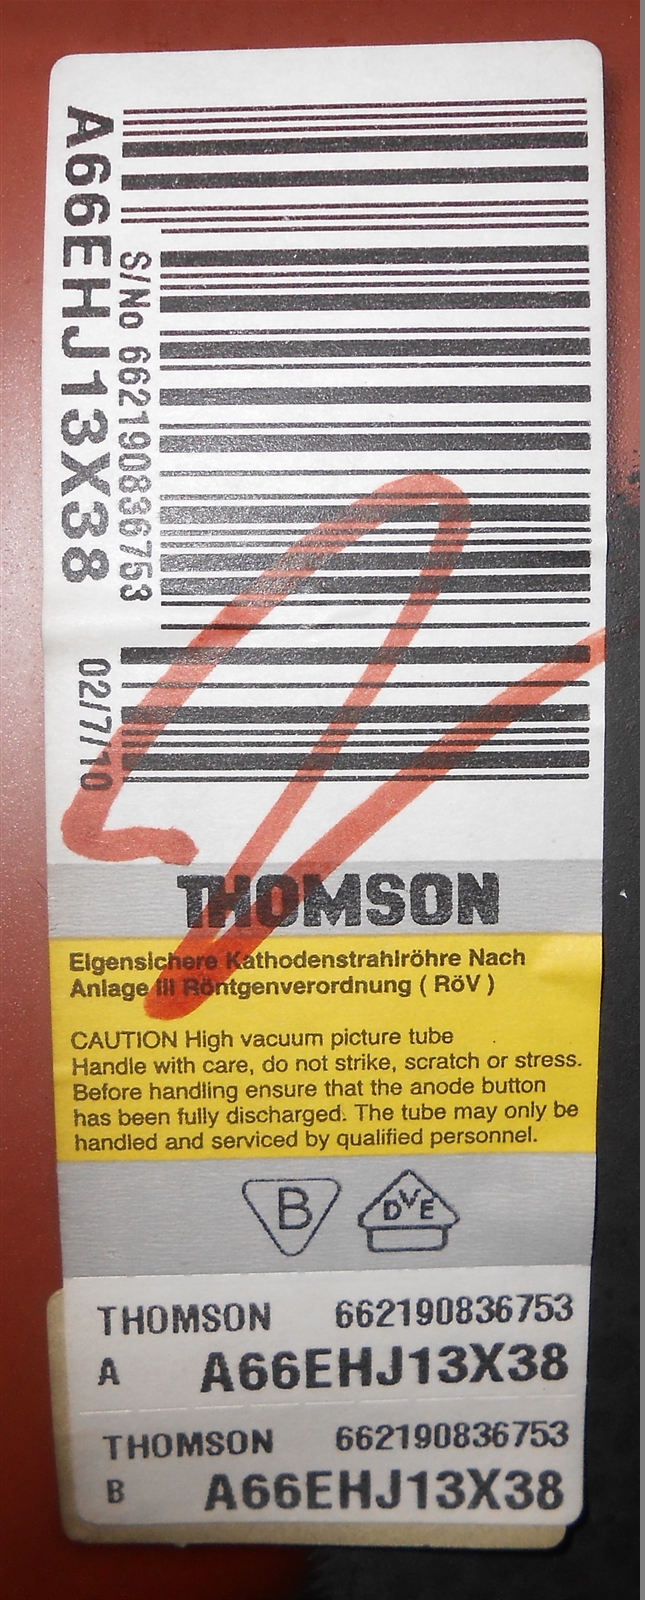 A66EHJ13X38
S/No 662190836753
02/7/10
THOMSON
Eigensichere Kathodenstrahlröhre Nach
Anlage III Röntgenverordnung ( RöV )
CAUTION High vacuum picture tube
Handle with care, do not strike, scratch or stress.
Before handling ensure that the anode button
has been fully discharged. The tube may only be
handled and serviced by qualified personnel.
B
DVE
THOMSON 662190836753
A A66EHJ13X38
THOMSON 662190836753
B A66EHJ13X38